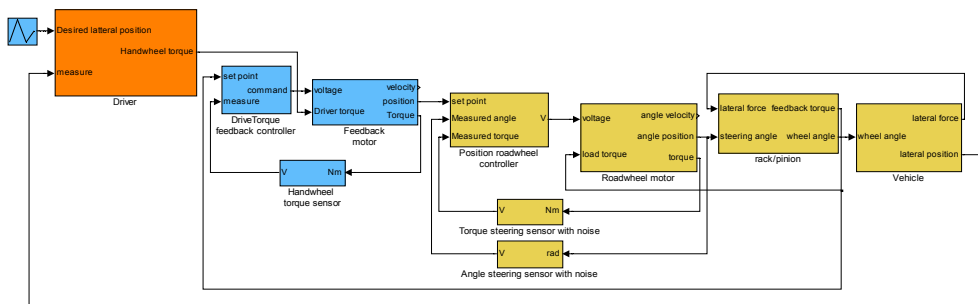 Desired latteral position
Handwheel torque
measure
Driver
set point
command
measure
DriveTorque
feedback controller
voltage
velocity
position
Driver torque
Torque
Feedback
motor
V
Nm
Handwheel
torque sensor
set point
Measured angle
V
Measured torque
Position roadwheel
controller
voltage
angle velocity
angle position
load torque
torque
Roadwheel motor
V
Nm
Torque steering sensor with noise
V
rad
Angle steering sensor with noise
lateral force
feedback torque
steering angle
wheel angle
rack/pinion
wheel angle
lateral force
lateral position
Vehicle